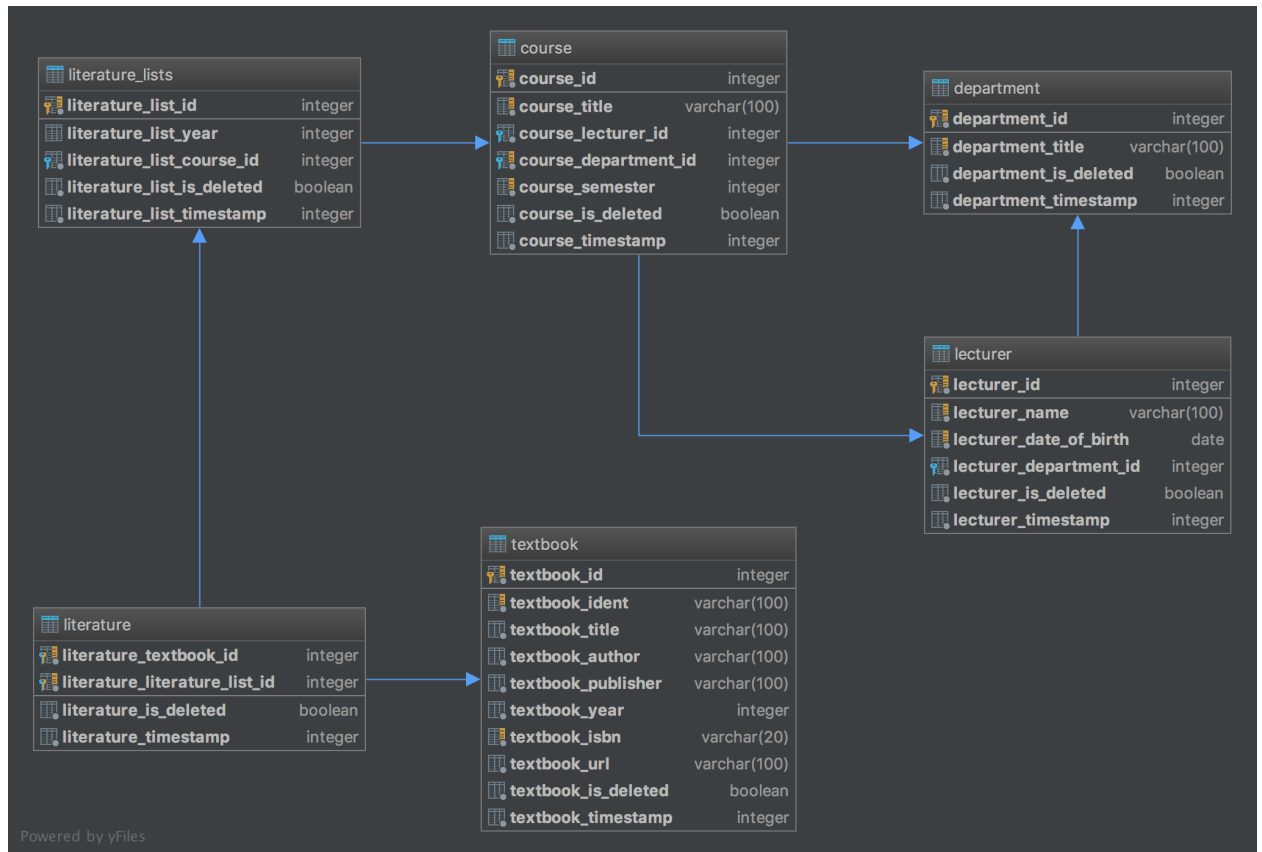 literature_lists
literature_list_id integer
literature_list_year integer
literature_list_course_id integer
literature_list_is_deleted boolean
literature_list_timestamp integer
course
course_id integer
course_title varchar(100)
course_lecturer_id integer
course_department_id integer
course_semester integer
course_is_deleted boolean
course_timestamp integer
department
department_id integer
department_title varchar(100)
department_is_deleted boolean
department_timestamp integer
lecturer
lecturer_id integer
lecturer_name varchar(100)
lecturer_date_of_birth date
lecturer_department_id integer
lecturer_is_deleted boolean
lecturer_timestamp integer
textbook
textbook_id integer
textbook_ident varchar(100)
textbook_title varchar(100)
textbook_author varchar(100)
textbook_publisher varchar(100)
textbook_year integer
textbook_isbn varchar(20)
textbook_url varchar(100)
textbook_is_deleted boolean
textbook_timestamp integer
literature
literature_textbook_id integer
literature_literature_list_id integer
literature_is_deleted boolean
literature_timestamp integer
Powered by yFiles